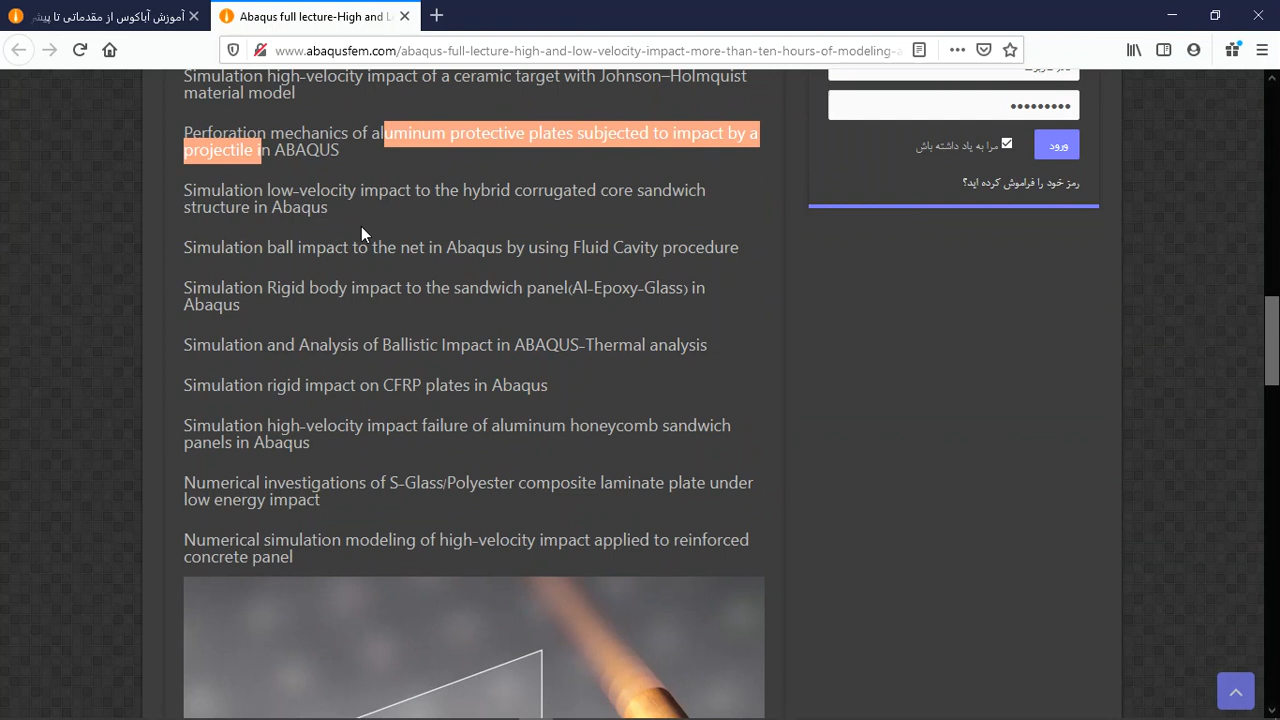 آموزش آباکوس از مقدماتی تا پیشر
Abaqus full lecture-High and L
www.abaqusfem.com/abaqus-full-lecture-high-and-low-velocity-impact-more-than-ten-hours-of-modeling-a
Simulation high-velocity impact of a ceramic target with Johnson–Holmquist
material model
Perforation mechanics of aluminum protective plates subjected to impact by a
projectile in ABAQUS
Simulation low-velocity impact to the hybrid corrugated core sandwich
structure in Abaqus
Simulation ball impact to the net in Abaqus by using Fluid Cavity procedure
Simulation Rigid body impact to the sandwich panel(Al-Epoxy-Glass) in
Abaqus
Simulation and Analysis of Ballistic Impact in ABAQUS-Thermal analysis
Simulation rigid impact on CFRP plates in Abaqus
Simulation high-velocity impact failure of aluminum honeycomb sandwich
panels in Abaqus
Numerical investigations of S-Glass/Polyester composite laminate plate under
low energy impact
Numerical simulation modeling of high-velocity impact applied to reinforced
concrete panel
•••••••••
مرا به یاد داشته باش
ورود
رمز خود را فراموش کرده اید؟